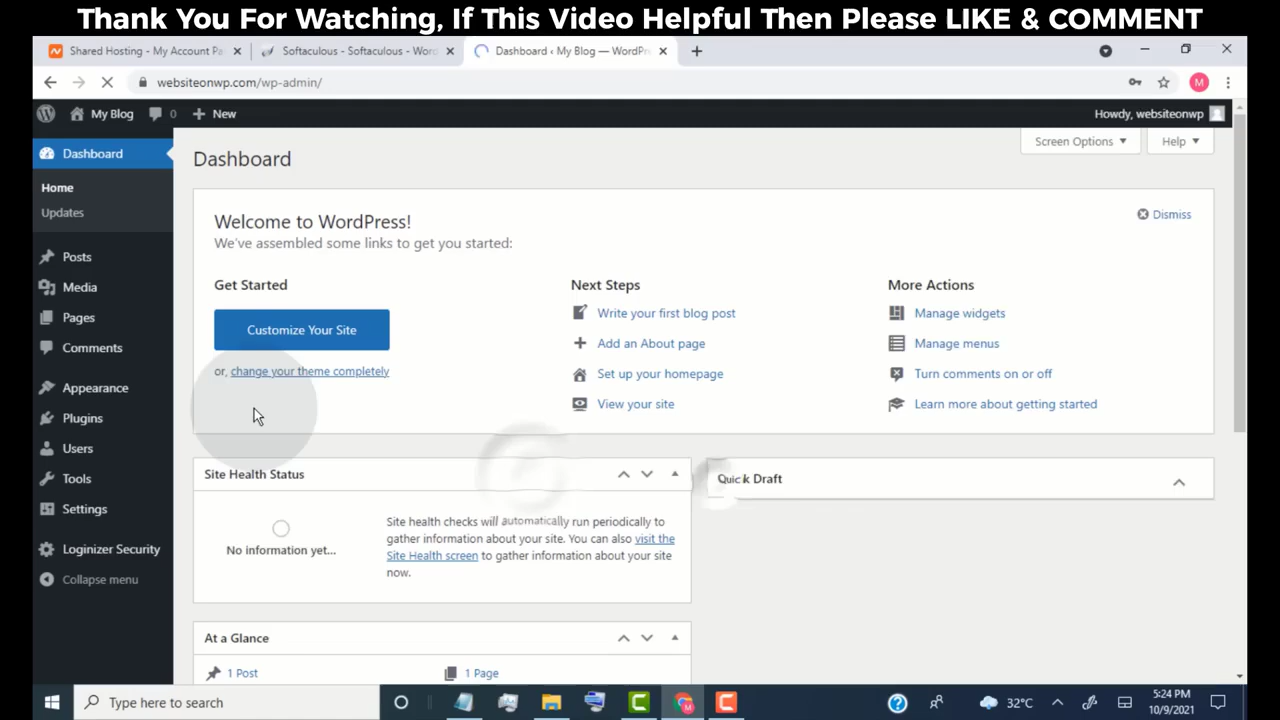 Thank You For Watching, If This Video Helpful Then Please LIKE & COMMENT
Shared Hosting - My Account Pa
Softaculous - Softaculous - Wor
Dashboard ‹ My Blog — WordPr
websiteonwp.com/wp-admin/
M
My Blog
0
New
Howdy, websiteonwp
Dashboard
Home
Updates
Posts
Media
Pages
Comments
Appearance
Plugins
Users
Tools
Settings
Loginizer Security
Collapse menu
Screen Options
Help
Dashboard
Welcome to WordPress!
Dismiss
We've assembled some links to get you started:
Get Started
Customize Your Site
or, change your theme completely
Next Steps
Write your first blog post
Add an About page
Set up your homepage
View your site
More Actions
Manage widgets
Manage menus
Turn comments on or off
Learn more about getting started
Site Health Status
No information yet...
Site health checks will automatically run periodically to
gather information about your site. You can also visit the
Site Health screen to gather information about your site
now.
Quick Draft
At a Glance
1 Post
1 Page
Type here to search
32°C
5:24 PM
10/9/2021